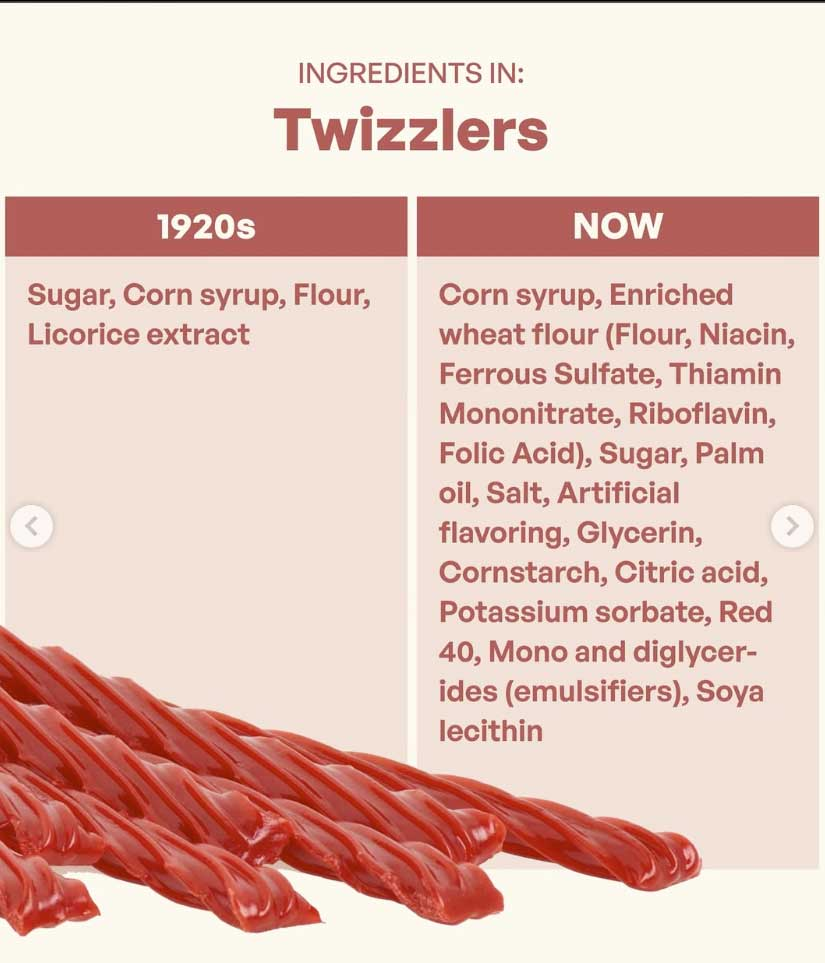 INGREDIENTS IN:
Twizzlers
1920s
Sugar, Corn syrup, Flour,
Licorice extract
NOW
Corn syrup, Enriched
wheat flour (Flour, Niacin,
Ferrous Sulfate, Thiamin
Mononitrate, Riboflavin,
Folic Acid), Sugar, Palm
oil, Salt, Artificial
flavoring, Glycerin,
Cornstarch, Citric acid,
Potassium sorbate, Red
40, Mono and diglycer-
ides (emulsifiers), Soya
lecithin